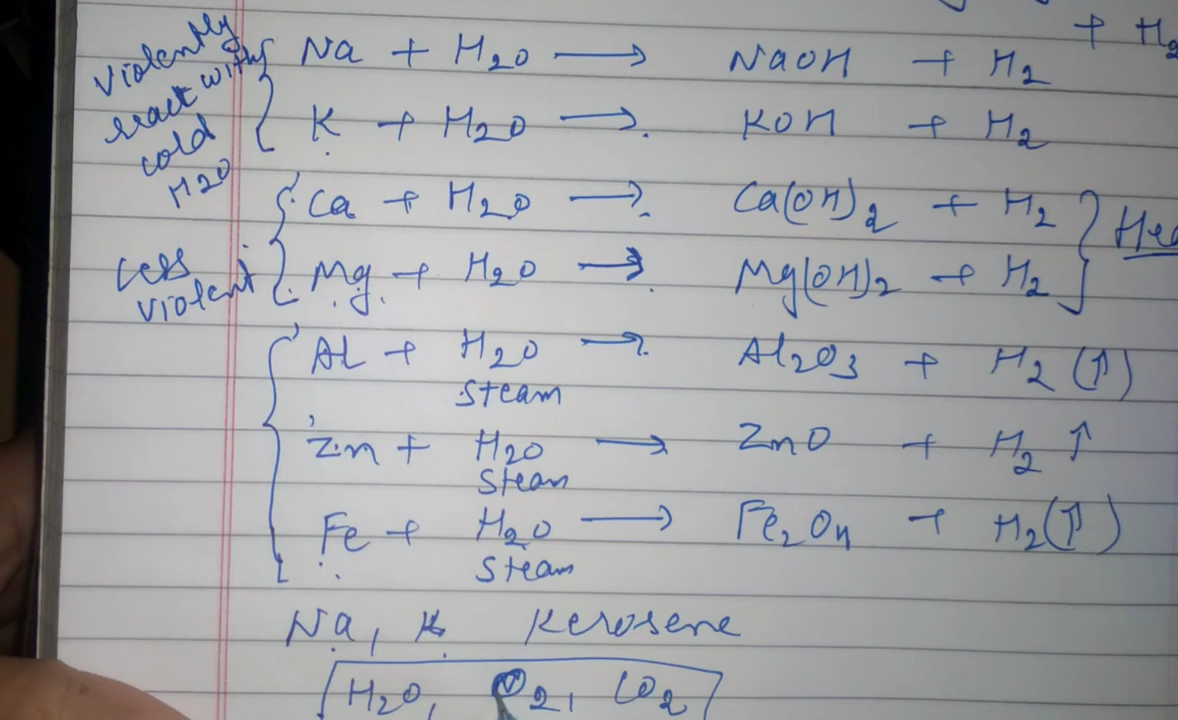 + H2
Na + H2O → NaOH + H2
Violently react with cold H2O
K + H2O → KOH + H2
Ca + H2O → Ca(OH)2 + H2
Less violent
Mg + H2O → Mg(OH)2 + H2
Al + H2O → Al2O3 + H2 (↑)
Steam
Zn + H2O → ZnO + H2 ↑
Steam
Fe + H2O → Fe2O4 + H2(↑)
Steam
Na, K Kerosene
H2O, O2, CO2